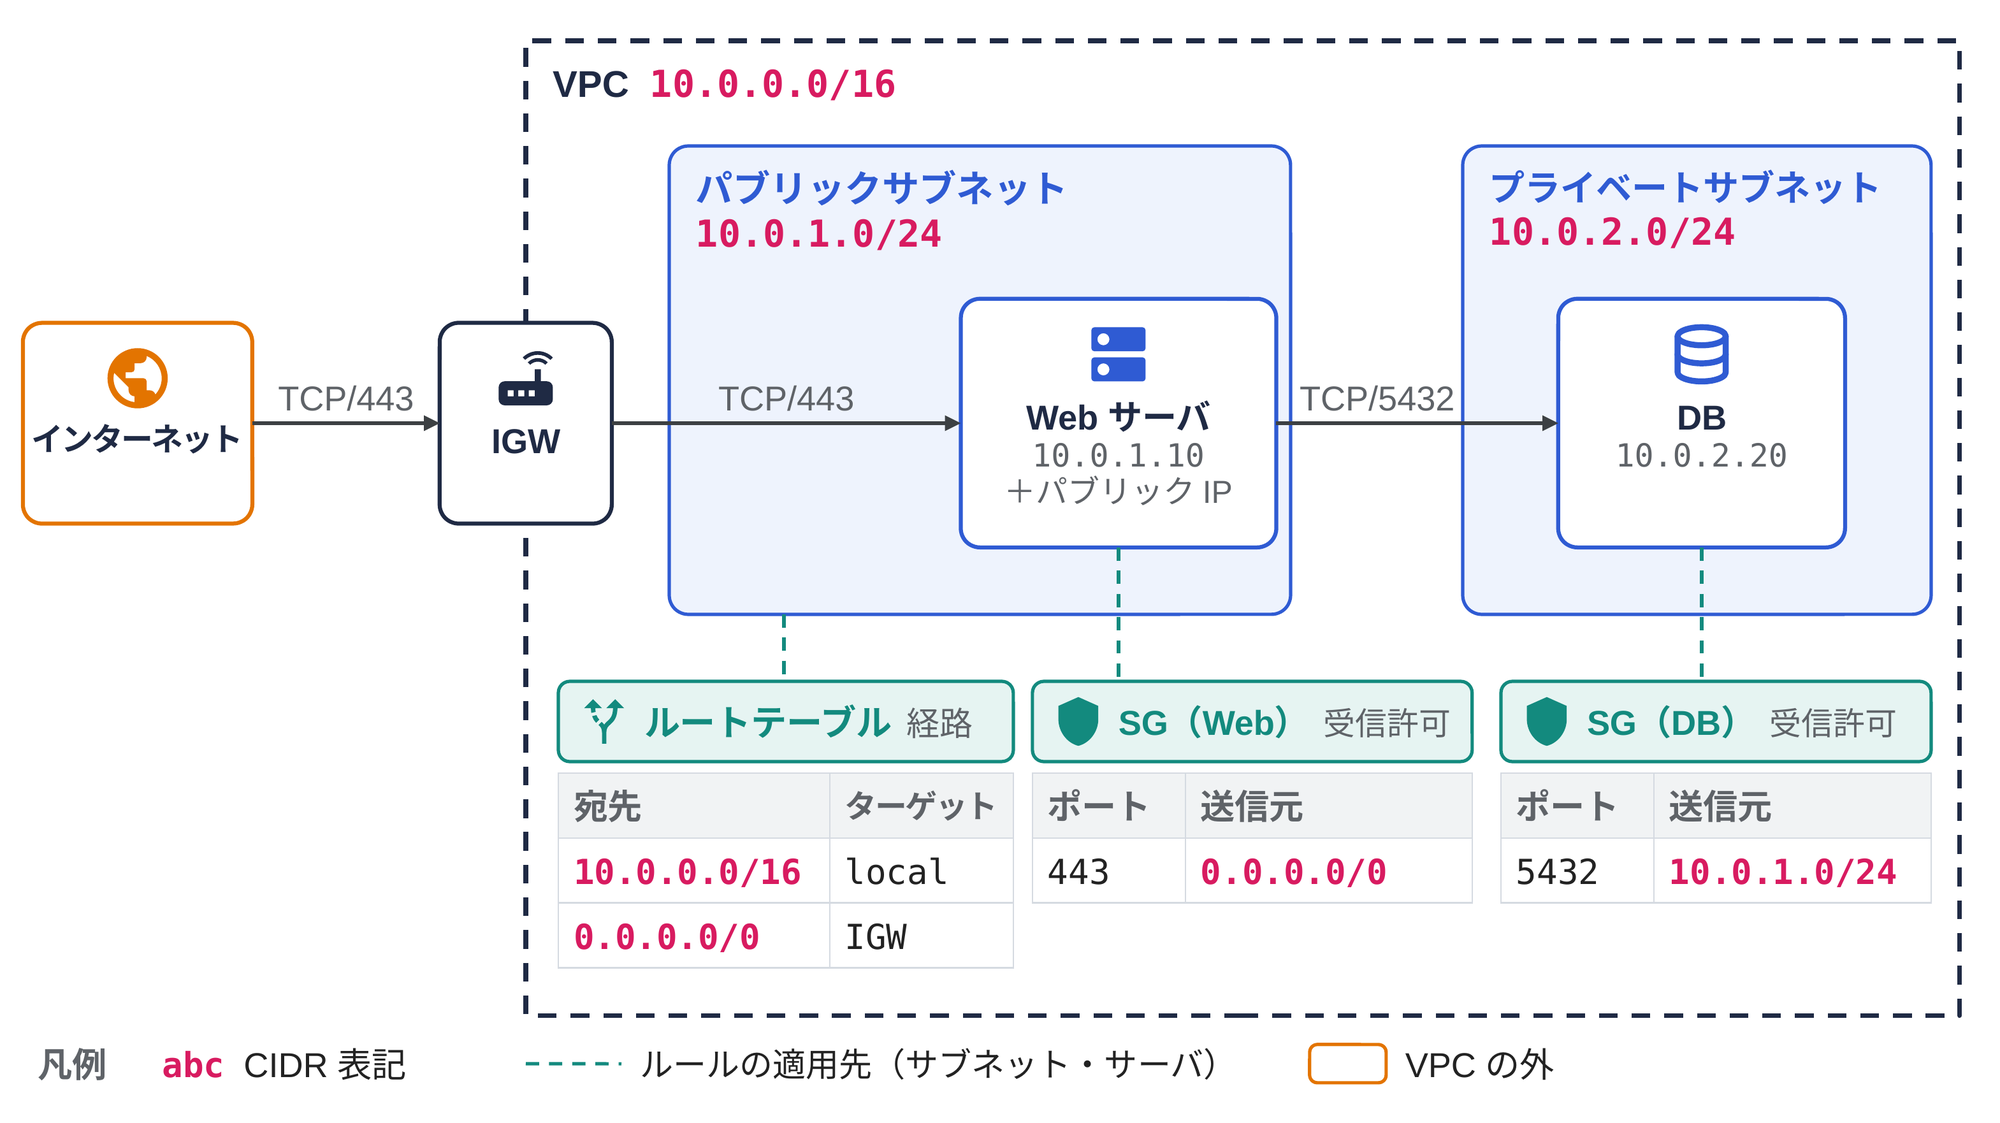 VPC 10.0.0.0/16
パブリックサブネット
10.0.1.0/24
プライベートサブネット
10.0.2.0/24
インターネット
TCP/443
IGW
TCP/443
Web サーバ
10.0.1.10
＋パブリック IP
TCP/5432
DB
10.0.2.20
ルートテーブル 経路
宛先 ターゲット
10.0.0.0/16 local
0.0.0.0/0 IGW
SG（Web） 受信許可
ポート 送信元
443 0.0.0.0/0
SG（DB） 受信許可
ポート 送信元
5432 10.0.1.0/24
凡例 abc CIDR 表記 ルールの適用先（サブネット・サーバ） VPC の外